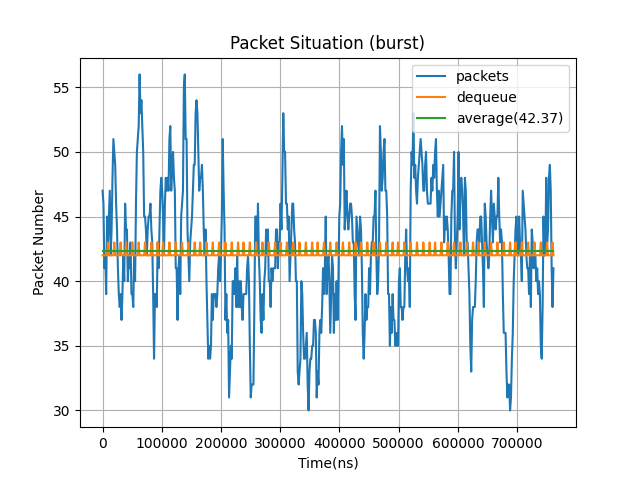 Packet Situation (burst)
packets
dequeue
average(42.37)
Packet Number
55
50
45
40
35
30
0 100000 200000 300000 400000 500000 600000 700000
Time(ns)